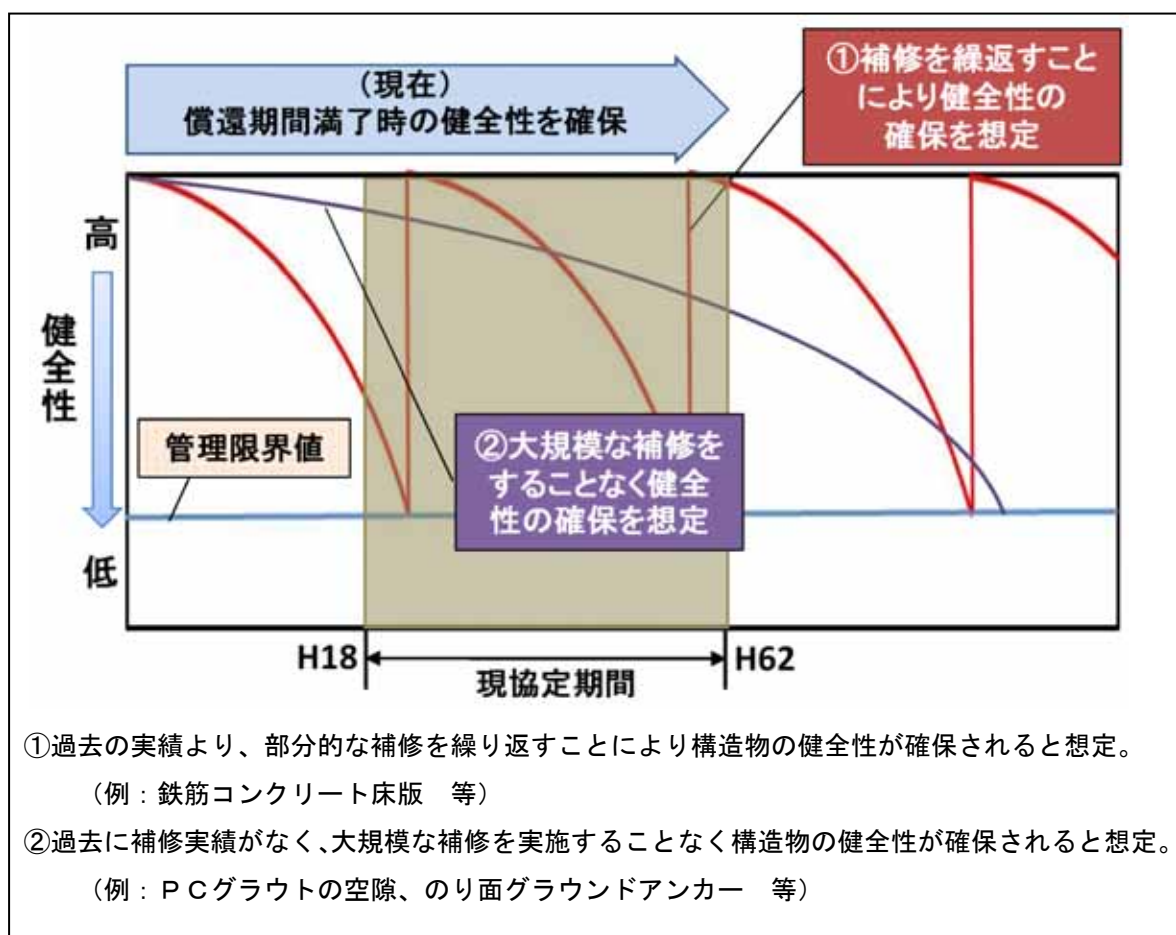 （現在）
償還期間満了時の健全性を確保
①補修を繰返すこと
により健全性の
確保を想定
高
健全性
低
管理限界値
②大規模な補修を
することなく健全
性の確保を想定
H18
H62
現協定期間
①過去の実績より、部分的な補修を繰り返すことにより構造物の健全性が確保されると想定。
（例：鉄筋コンクリート床版　等）
②過去に補修実績がなく、大規模な補修を実施することなく構造物の健全性が確保されると想定。
（例：ＰＣグラウトの空隙、のり面グラウンドアンカー　等）